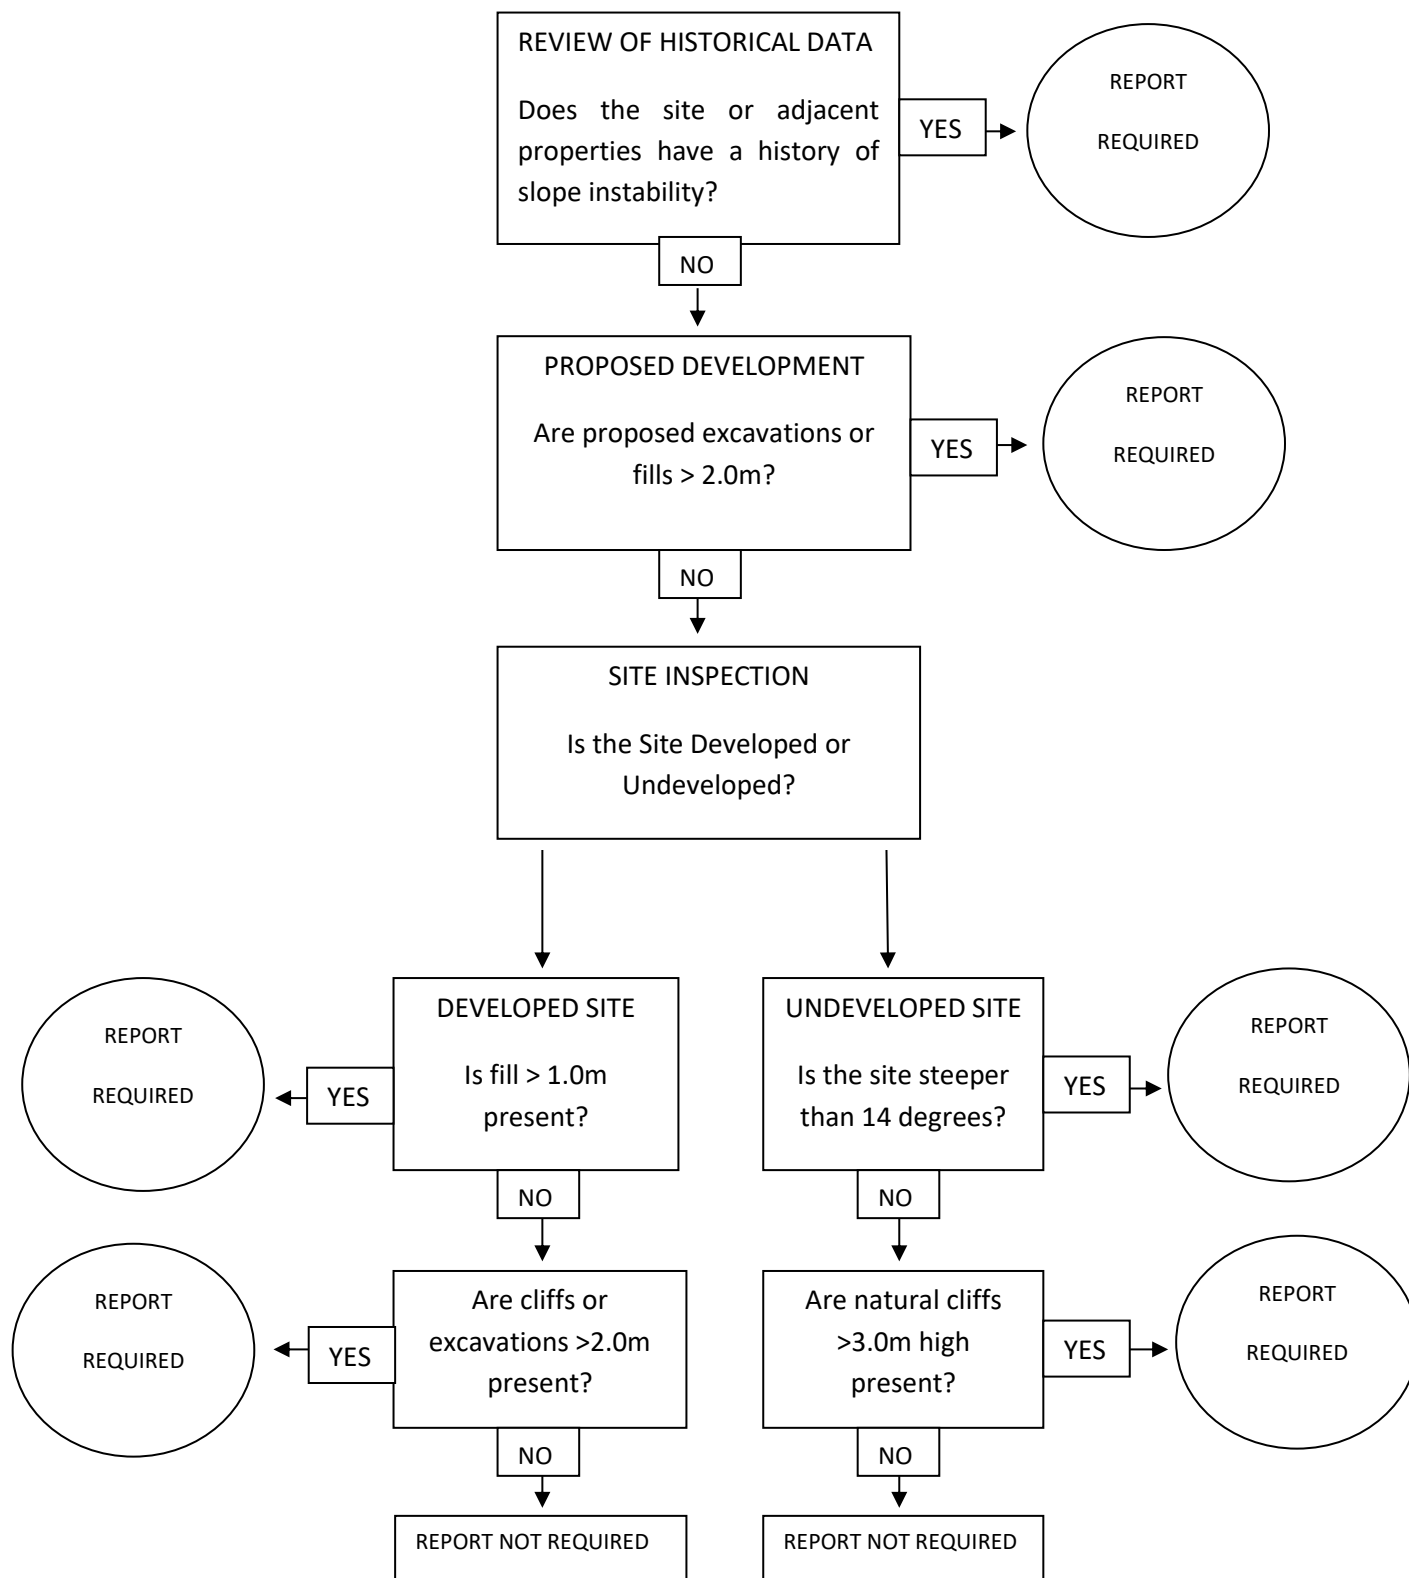 REVIEW OF HISTORICAL DATA
Does the site or adjacent
properties have a history of
slope instability?
YES
REPORT
REQUIRED
NO
PROPOSED DEVELOPMENT
Are proposed excavations or
fills > 2.0m?
YES
REPORT
REQUIRED
NO
SITE INSPECTION
Is the Site Developed or
Undeveloped?
DEVELOPED SITE
Is fill > 1.0m
present?
YES
REPORT
REQUIRED
NO
Are cliffs or
excavations >2.0m
present?
YES
REPORT
REQUIRED
NO
REPORT NOT REQUIRED
UNDEVELOPED SITE
Is the site steeper
than 14 degrees?
YES
REPORT
REQUIRED
NO
Are natural cliffs
>3.0m high
present?
YES
REPORT
REQUIRED
NO
REPORT NOT REQUIRED